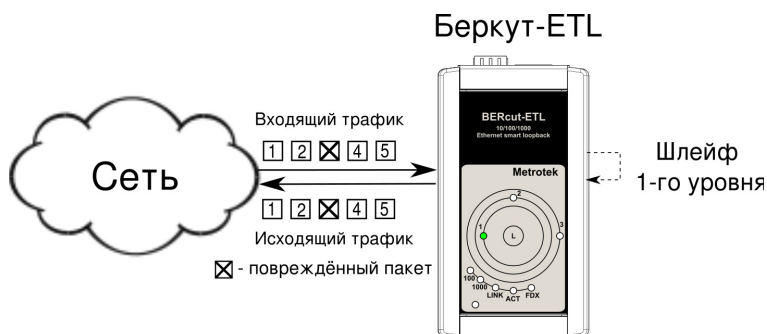 Беркут-ETL
BERcut-ETL
10/100/1000
Ethernet smart loopback
Metrotek
Входящий трафик
1 2 4 5
Сеть
1 2 4 5
Исходящий трафик
- повреждённый пакет
Шлейф
1-го уровня
2
1
3
L
100
1000
LINK
ACT
FDX